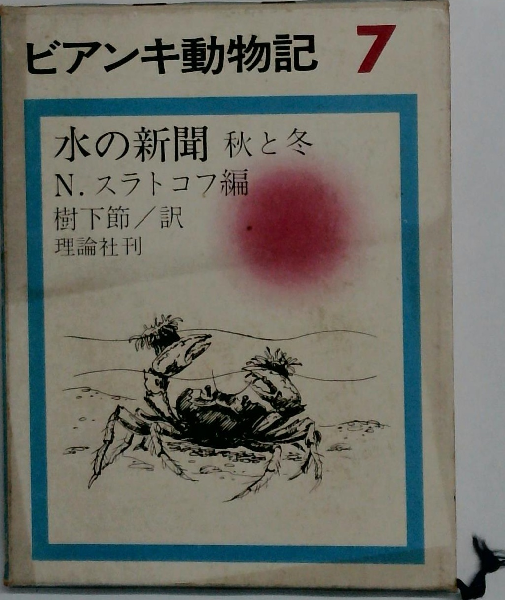 ビアンキ動物記 7
水の新聞 秋と冬
N.スラトコフ編
樹下節／訳
理論社刊